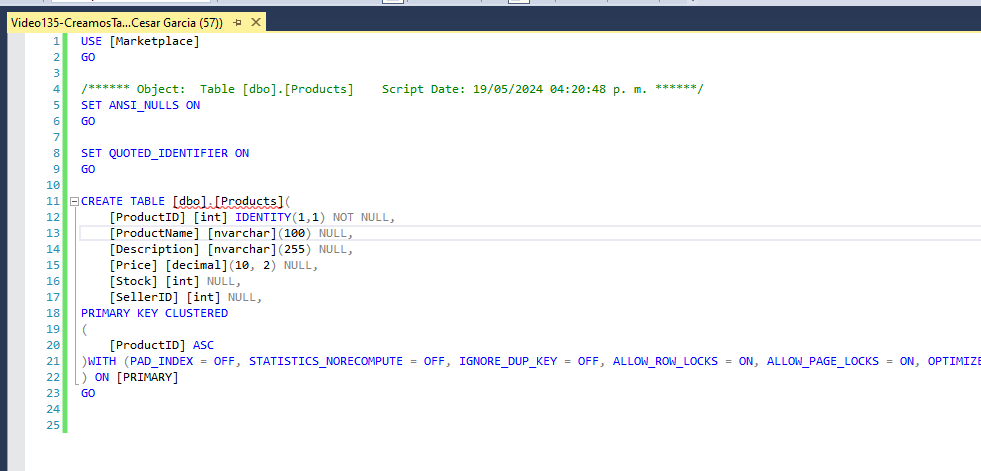 Video135-CreamosTa...Cesar Garcia (57))
1 USE [Marketplace]
2 GO
3
4 /****** Object:  Table [dbo].[Products]    Script Date: 19/05/2024 04:20:48 p. m. ******/
5 SET ANSI_NULLS ON
6 GO
7
8 SET QUOTED_IDENTIFIER ON
9 GO
10
11 CREATE TABLE [dbo].[Products](
12     [ProductID] [int] IDENTITY(1,1) NOT NULL,
13     [ProductName] [nvarchar](100) NULL,
14     [Description] [nvarchar](255) NULL,
15     [Price] [decimal](10, 2) NULL,
16     [Stock] [int] NULL,
17     [SellerID] [int] NULL,
18 PRIMARY KEY CLUSTERED
19 (
20     [ProductID] ASC
21 )WITH (PAD_INDEX = OFF, STATISTICS_NORECOMPUTE = OFF, IGNORE_DUP_KEY = OFF, ALLOW_ROW_LOCKS = ON, ALLOW_PAGE_LOCKS = ON, OPTIMIZE
22 ) ON [PRIMARY]
23 GO
24
25